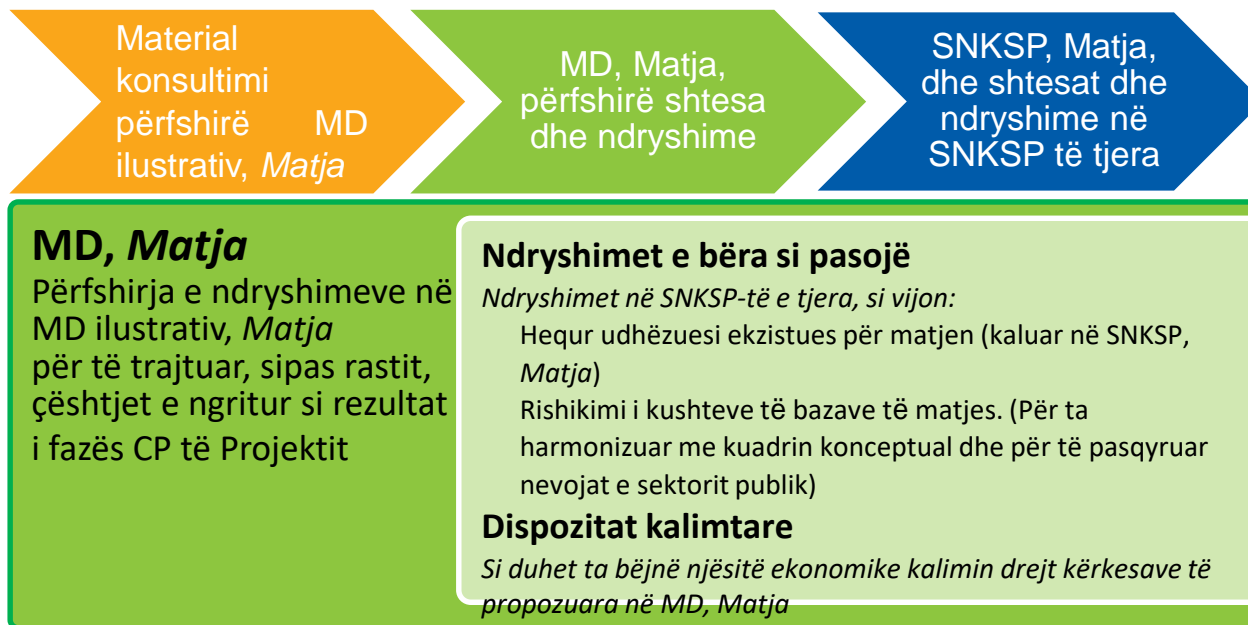 Material
konsultimi
përfshirë MD
ilustrativ, Matja
MD, Matja,
përfshirë shtesa
dhe ndryshime
SNKSP, Matja,
dhe shtesat dhe
ndryshime në
SNKSP të tjera
MD, Matja
Përfshirja e ndryshimeve në
MD ilustrativ, Matja
për të trajtuar, sipas rastit,
çështjet e ngritur si rezultat
i fazës CP të Projektit
Ndryshimet e bëra si pasojë
Ndryshimet në SNKSP-të e tjera, si vijon:
Hequr udhëzuesi ekzistues për matjen (kaluar në SNKSP,
Matja)
Rishikimi i kushteve të bazave të matjes. (Për ta
harmonizuar me kuadrin konceptual dhe për të pasqyruar
nevojat e sektorit publik)
Dispozitat kalimtare
Si duhet ta bëjnë njësitë ekonomike kalimin drejt kërkesave të
propozuara në MD, Matja